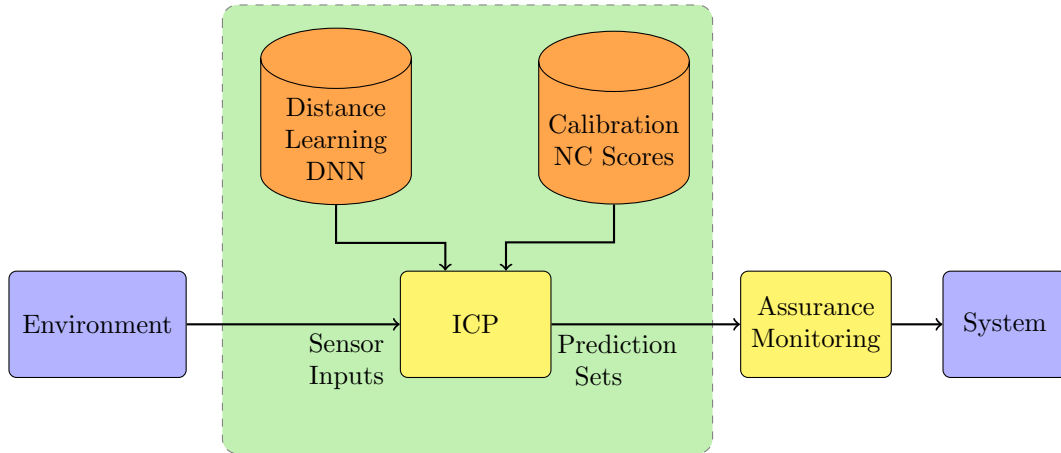 Distance
Learning
DNN
Calibration
NC Scores
Environment
Sensor
Inputs
ICP
Prediction
Sets
Assurance
Monitoring
System